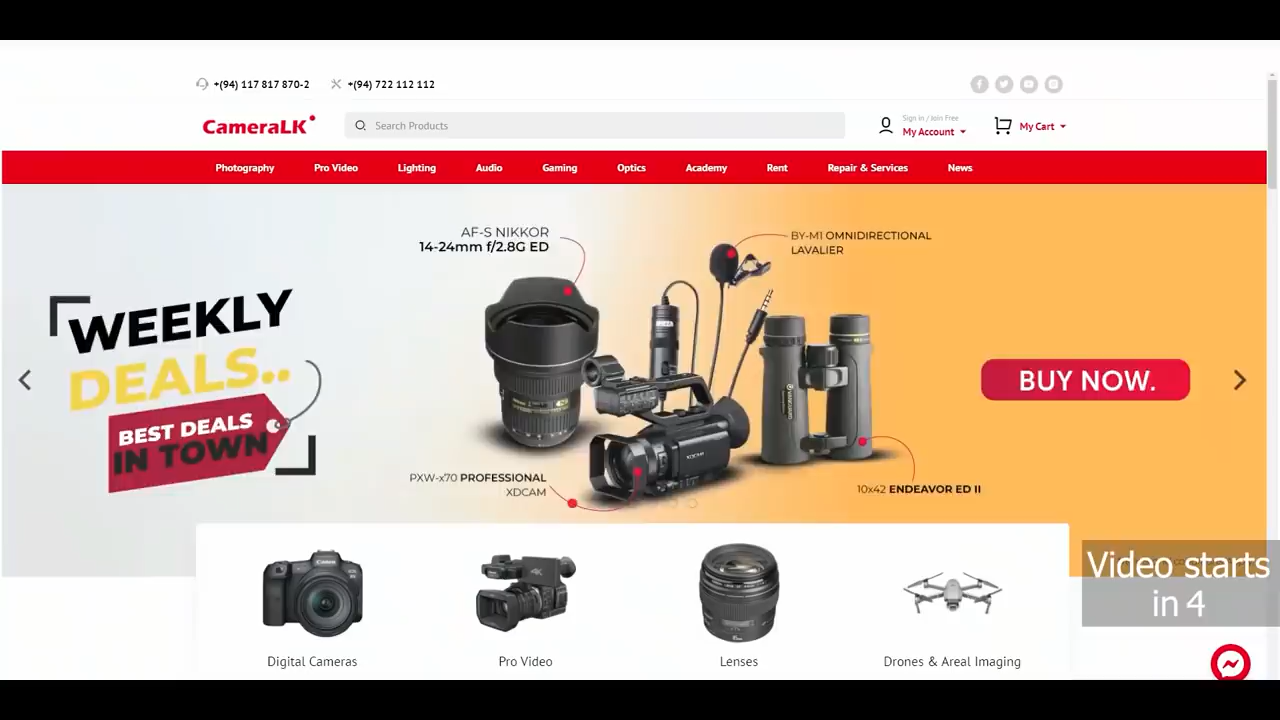 +(94) 117 817 870-2
+(94) 722 112 112
CameraLK
Search Products
Sign in / Join Free
My Account
My Cart
Photography
Pro Video
Lighting
Audio
Gaming
Optics
Academy
Rent
Repair & Services
News
WEEKLY
DEALS..
BEST DEALS
IN TOWN
AF-S NIKKOR
14-24mm f/2.8G ED
BY-M1 OMNIDIRECTIONAL
LAVALIER
BUY NOW.
PXW-x70 PROFESSIONAL
XDCAM
10x42 ENDEAVOR ED II
4K
Digital Cameras
Pro Video
Lenses
Drones & Areal Imaging
Video starts
in 4